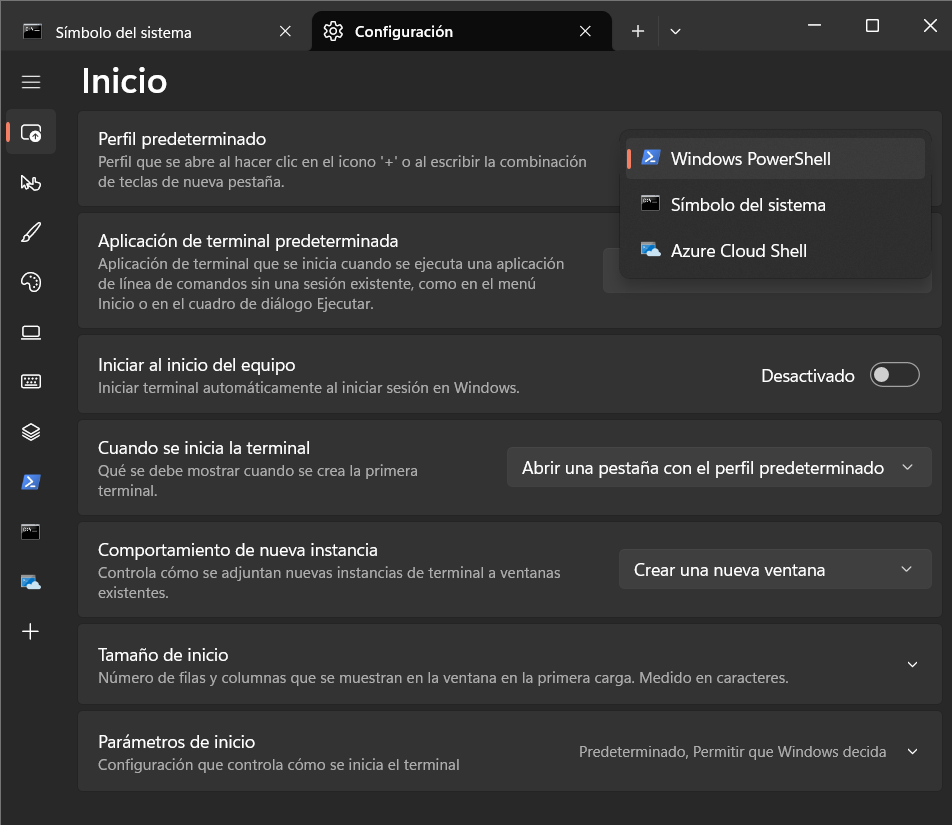 Símbolo del sistema
Configuración
Inicio
Perfil predeterminado
Perfil que se abre al hacer clic en el icono '+' o al escribir la combinación
de teclas de nueva pestaña.
Windows PowerShell
Símbolo del sistema
Azure Cloud Shell
Aplicación de terminal predeterminada
Aplicación de terminal que se inicia cuando se ejecuta una aplicación
de línea de comandos sin una sesión existente, como en el menú
Inicio o en el cuadro de diálogo Ejecutar.
Iniciar al inicio del equipo
Iniciar terminal automáticamente al iniciar sesión en Windows.
Desactivado
Cuando se inicia la terminal
Qué se debe mostrar cuando se crea la primera
terminal.
Abrir una pestaña con el perfil predeterminado
Comportamiento de nueva instancia
Controla cómo se adjuntan nuevas instancias de terminal a ventanas
existentes.
Crear una nueva ventana
Tamaño de inicio
Número de filas y columnas que se muestran en la ventana en la primera carga. Medido en caracteres.
Parámetros de inicio
Configuración que controla cómo se inicia el terminal
Predeterminado, Permitir que Windows decida